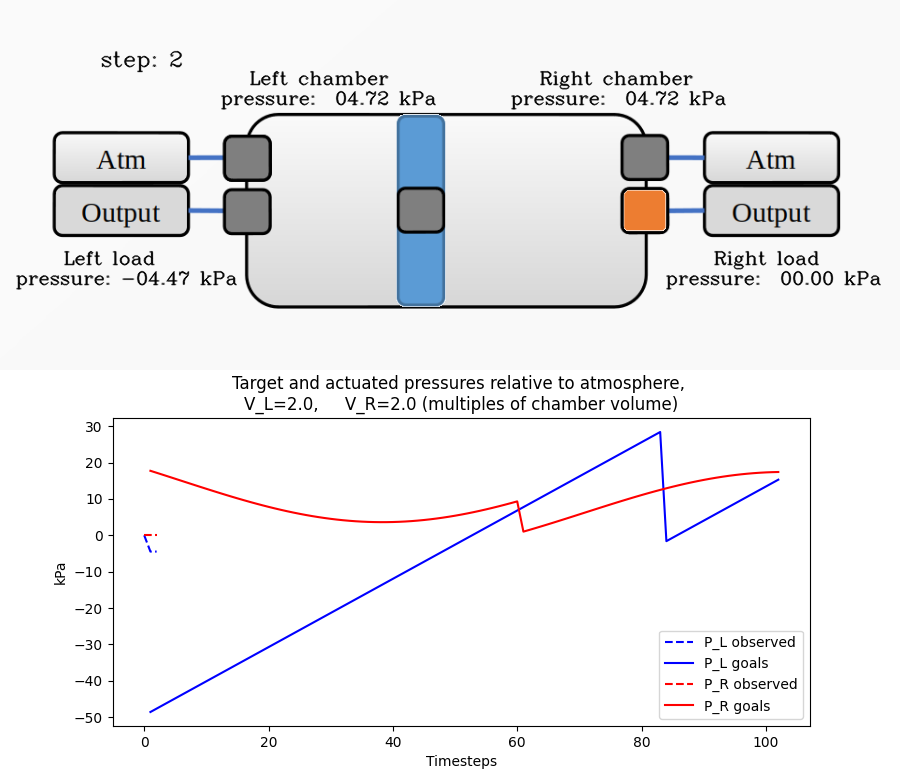 step: 2
Left chamber
pressure: 04.72 kPa
Right chamber
pressure: 04.72 kPa
Atm
Output
Atm
Output
Left load
pressure: -04.47 kPa
Right load
pressure: 00.00 kPa
Target and actuated pressures relative to atmosphere,
V_L=2.0, V_R=2.0 (multiples of chamber volume)
30
20
10
0
−10
−20
−30
−40
−50
kPa
P_L observed
P_L goals
P_R observed
P_R goals
0 20 40 60 80 100
Timesteps